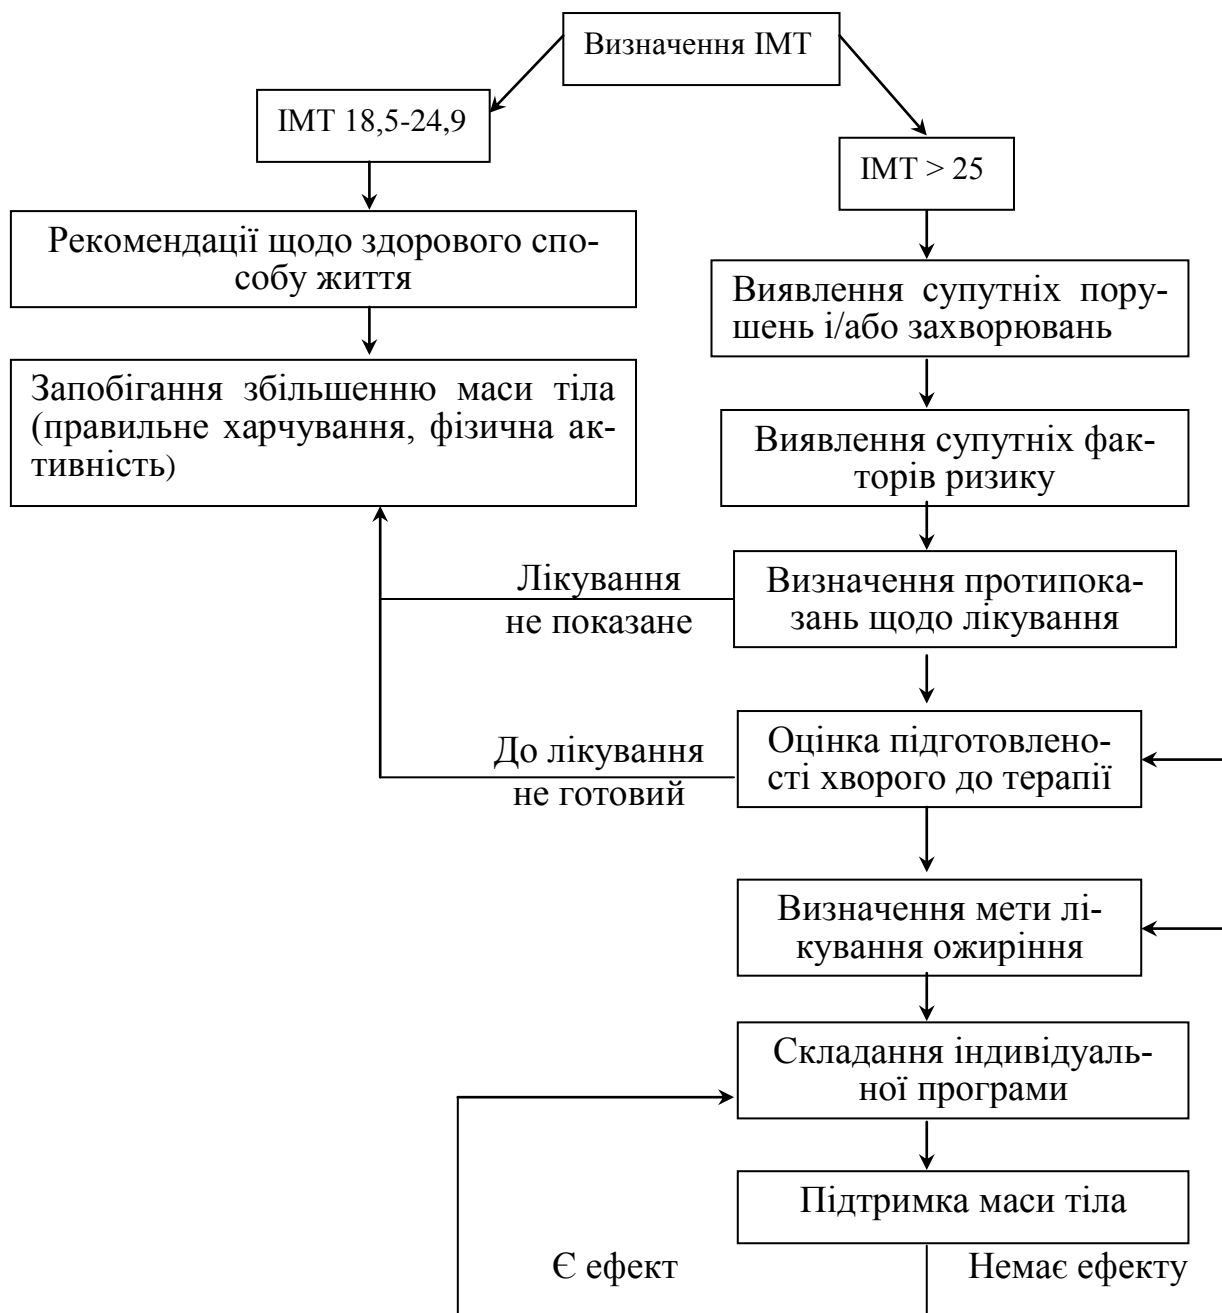 Визначення ІМТ
ІМТ 18,5-24,9
ІМТ > 25
Рекомендації щодо здорового спо-
собу життя
Виявлення супутніх пору-
шень і/або захворювань
Запобігання збільшенню маси тіла
(правильне харчування, фізична ак-
тивність)
Виявлення супутніх фак-
торів ризику
Лікування
не показане
Визначення протипока-
зань щодо лікування
До лікування
не готовий
Оцінка підготовлено-
сті хворого до терапії
Визначення мети лі-
кування ожиріння
Складання індивідуаль-
ної програми
Підтримка маси тіла
Є ефект
Немає ефекту